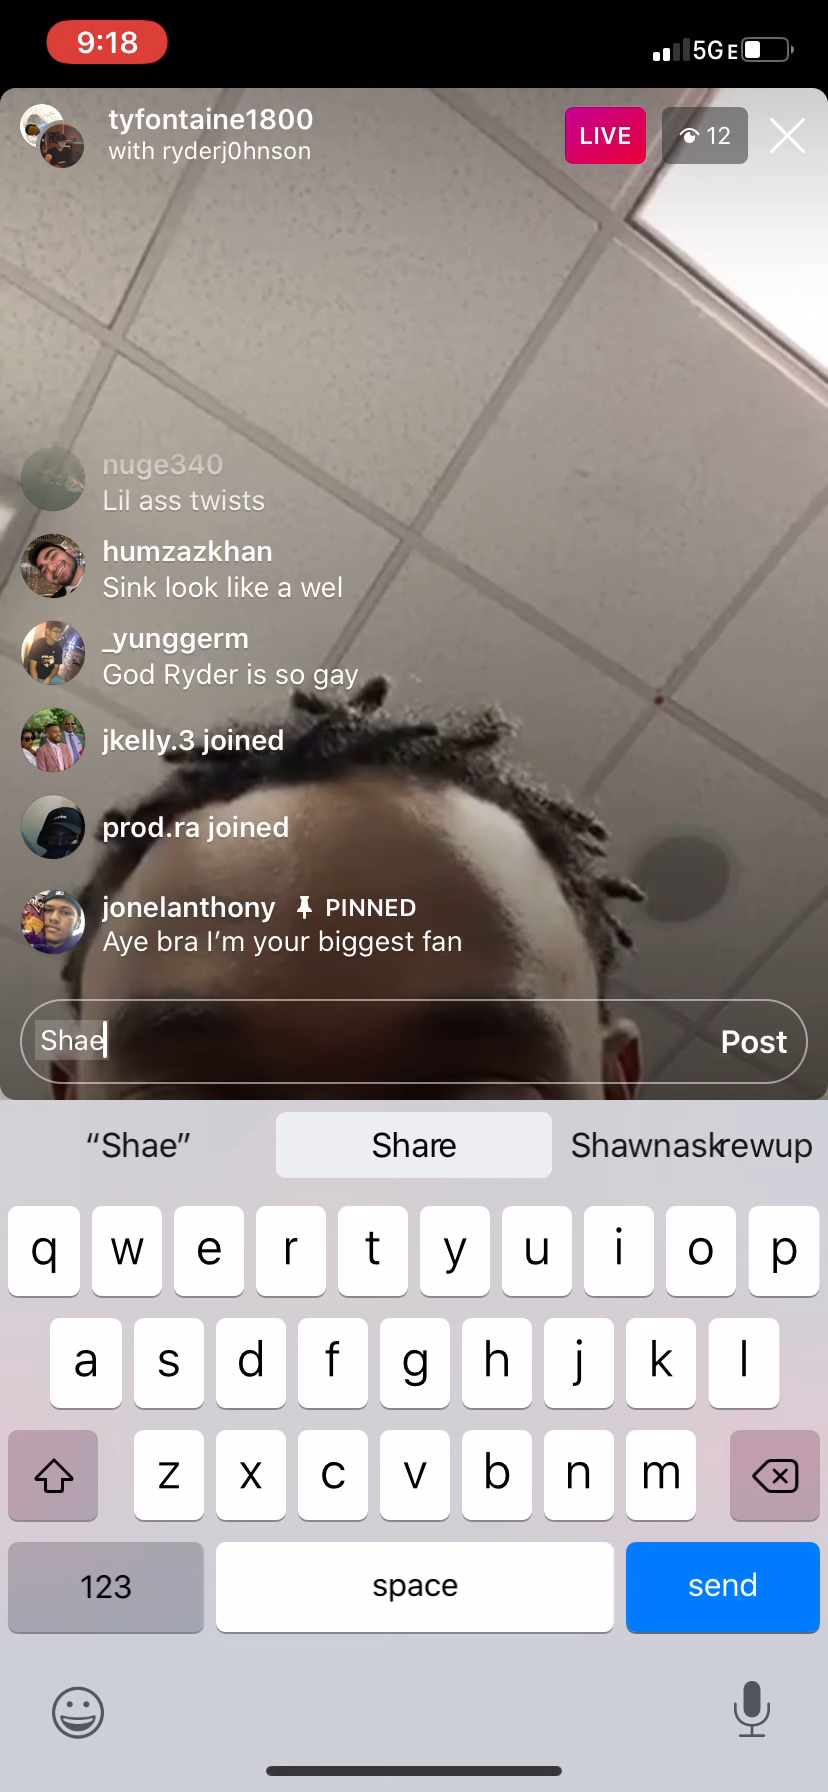 9:18
5GE
tyfontaine1800
with ryderj0hnson
LIVE
12
nuge340
Lil ass twists
humzazkhan
Sink look like a wel
_yunggerm
God Ryder is so gay
jkelly.3 joined
prod.ra joined
jonelanthony PINNED
Aye bra I’m your biggest fan
Shae
Post
“Shae” Share Shawnaskrewup
q w e r t y u i o p
a s d f g h j k l
z x c v b n m
123 space send